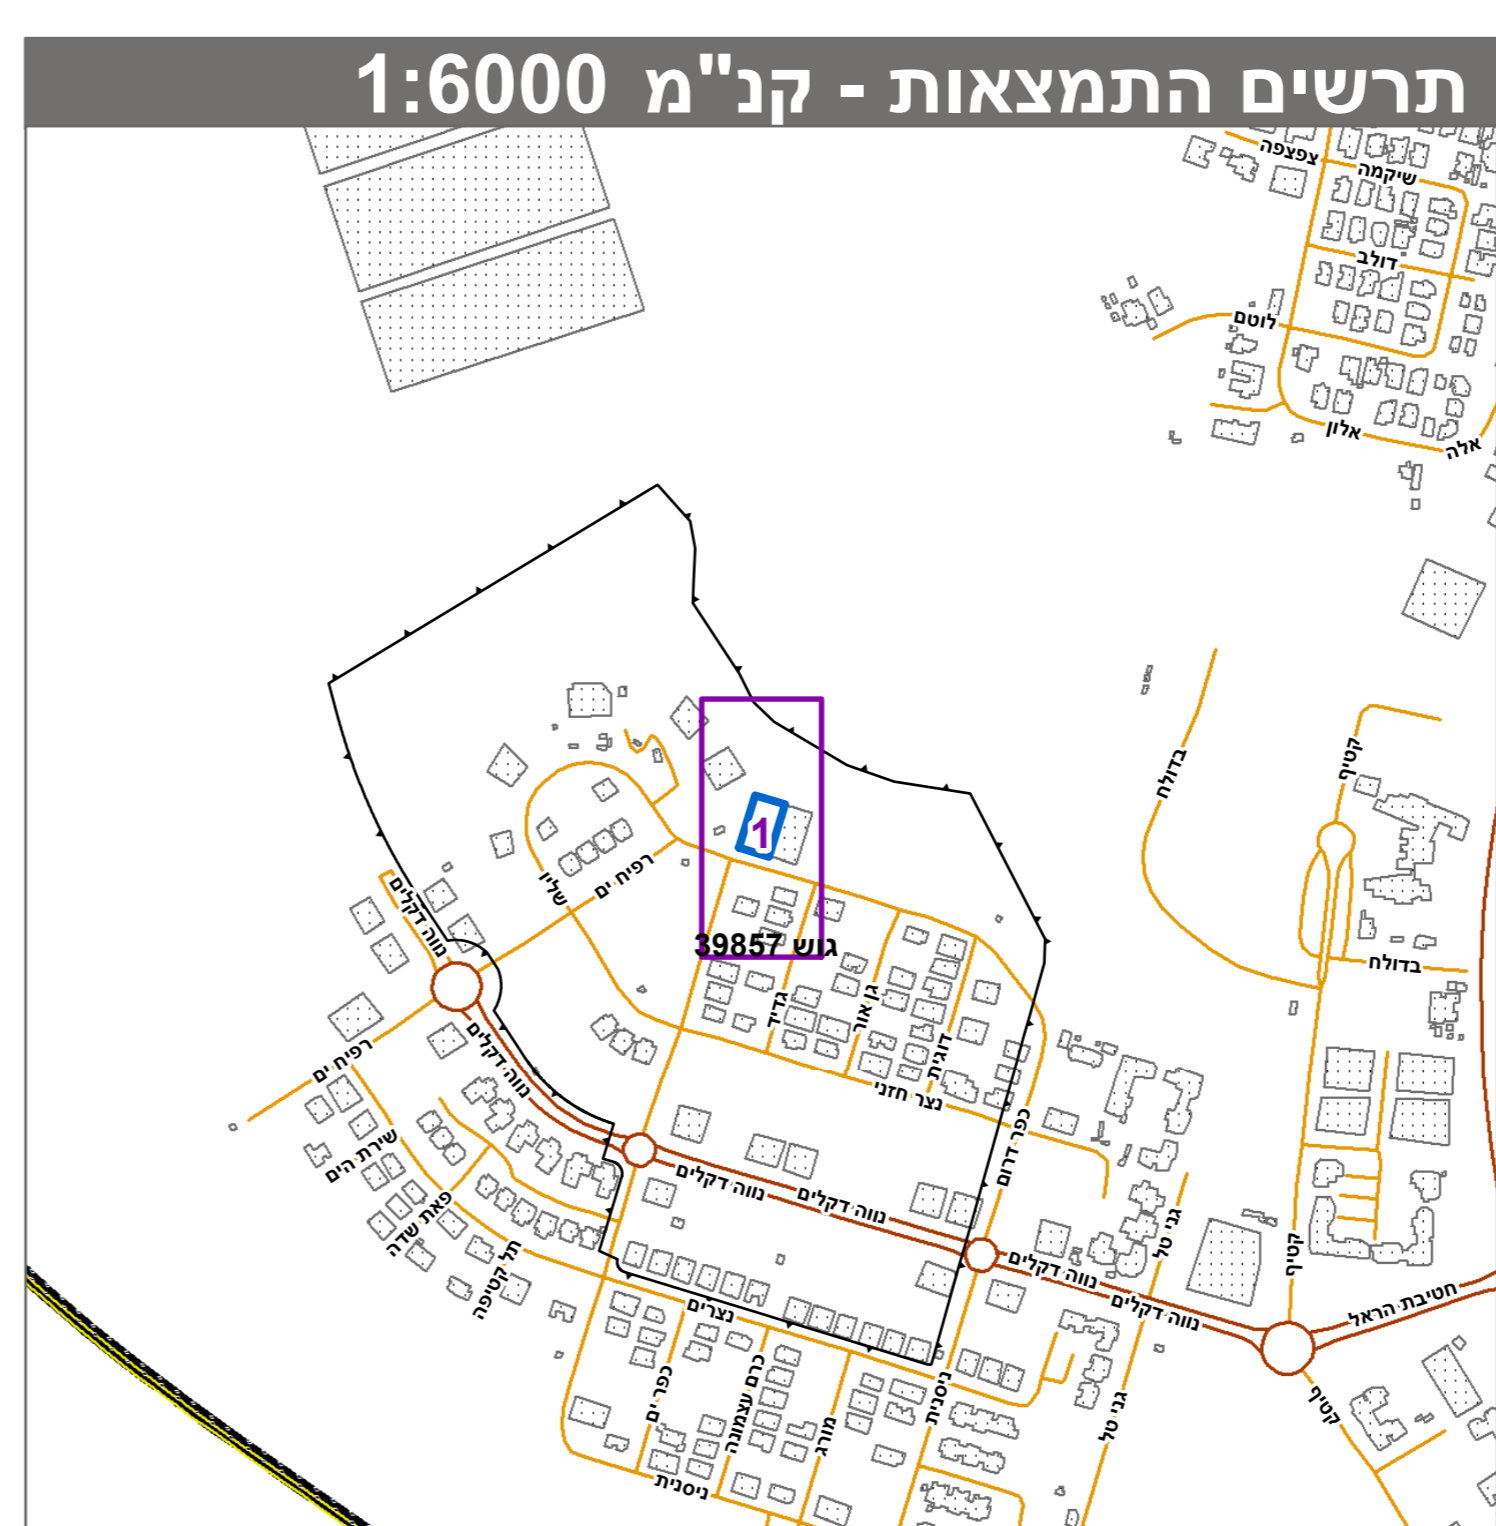 תרשים התמצאות - קנ"מ 1:6000
צפצפה
שיקמה
דולב
לוטם
אלון
אלה
בדולח
קטיף
בדולח
1
רפיח ים
שליו
נווה דקלים
גוש 39857
גדיד
גן אור
דוגית
נצר חזני
כפר דרום
נווה דקלים
רפיח ים
שירת הים
פאת שדה
תל קטיפה
נווה דקלים
נווה דקלים
גני טל
קטיף
נווה דקלים
נווה דקלים
חטיבת הראל
נצרים
כפר ים
כרם עצמונה
מורג
ניסנית
גני טל
קטיף
ניסנית